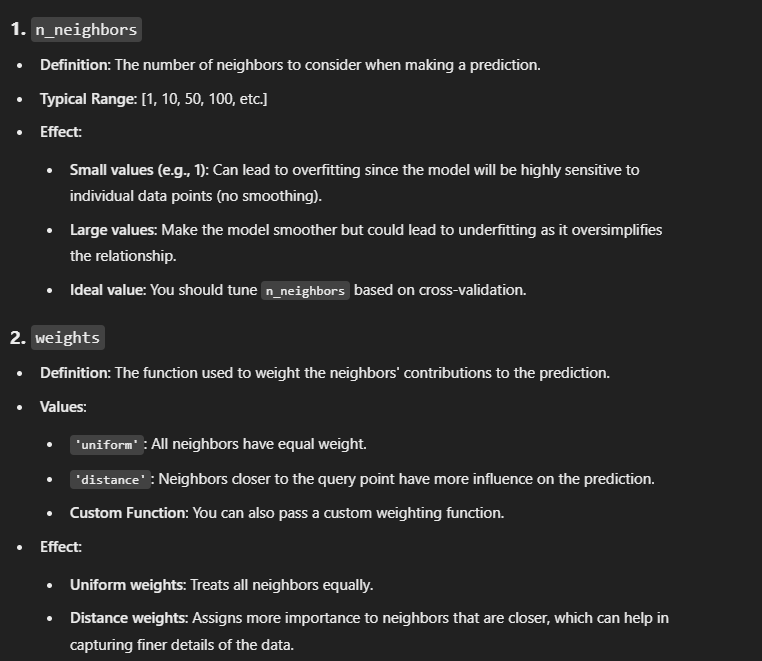 1. n_neighbors
• Definition: The number of neighbors to consider when making a prediction.
• Typical Range: [1, 10, 50, 100, etc.]
• Effect:
• Small values (e.g., 1): Can lead to overfitting since the model will be highly sensitive to
individual data points (no smoothing).
• Large values: Make the model smoother but could lead to underfitting as it oversimplifies
the relationship.
• Ideal value: You should tune n_neighbors based on cross-validation.
2. weights
• Definition: The function used to weight the neighbors' contributions to the prediction.
• Values:
• 'uniform': All neighbors have equal weight.
• 'distance': Neighbors closer to the query point have more influence on the prediction.
• Custom Function: You can also pass a custom weighting function.
• Effect:
• Uniform weights: Treats all neighbors equally.
• Distance weights: Assigns more importance to neighbors that are closer, which can help in
capturing finer details of the data.